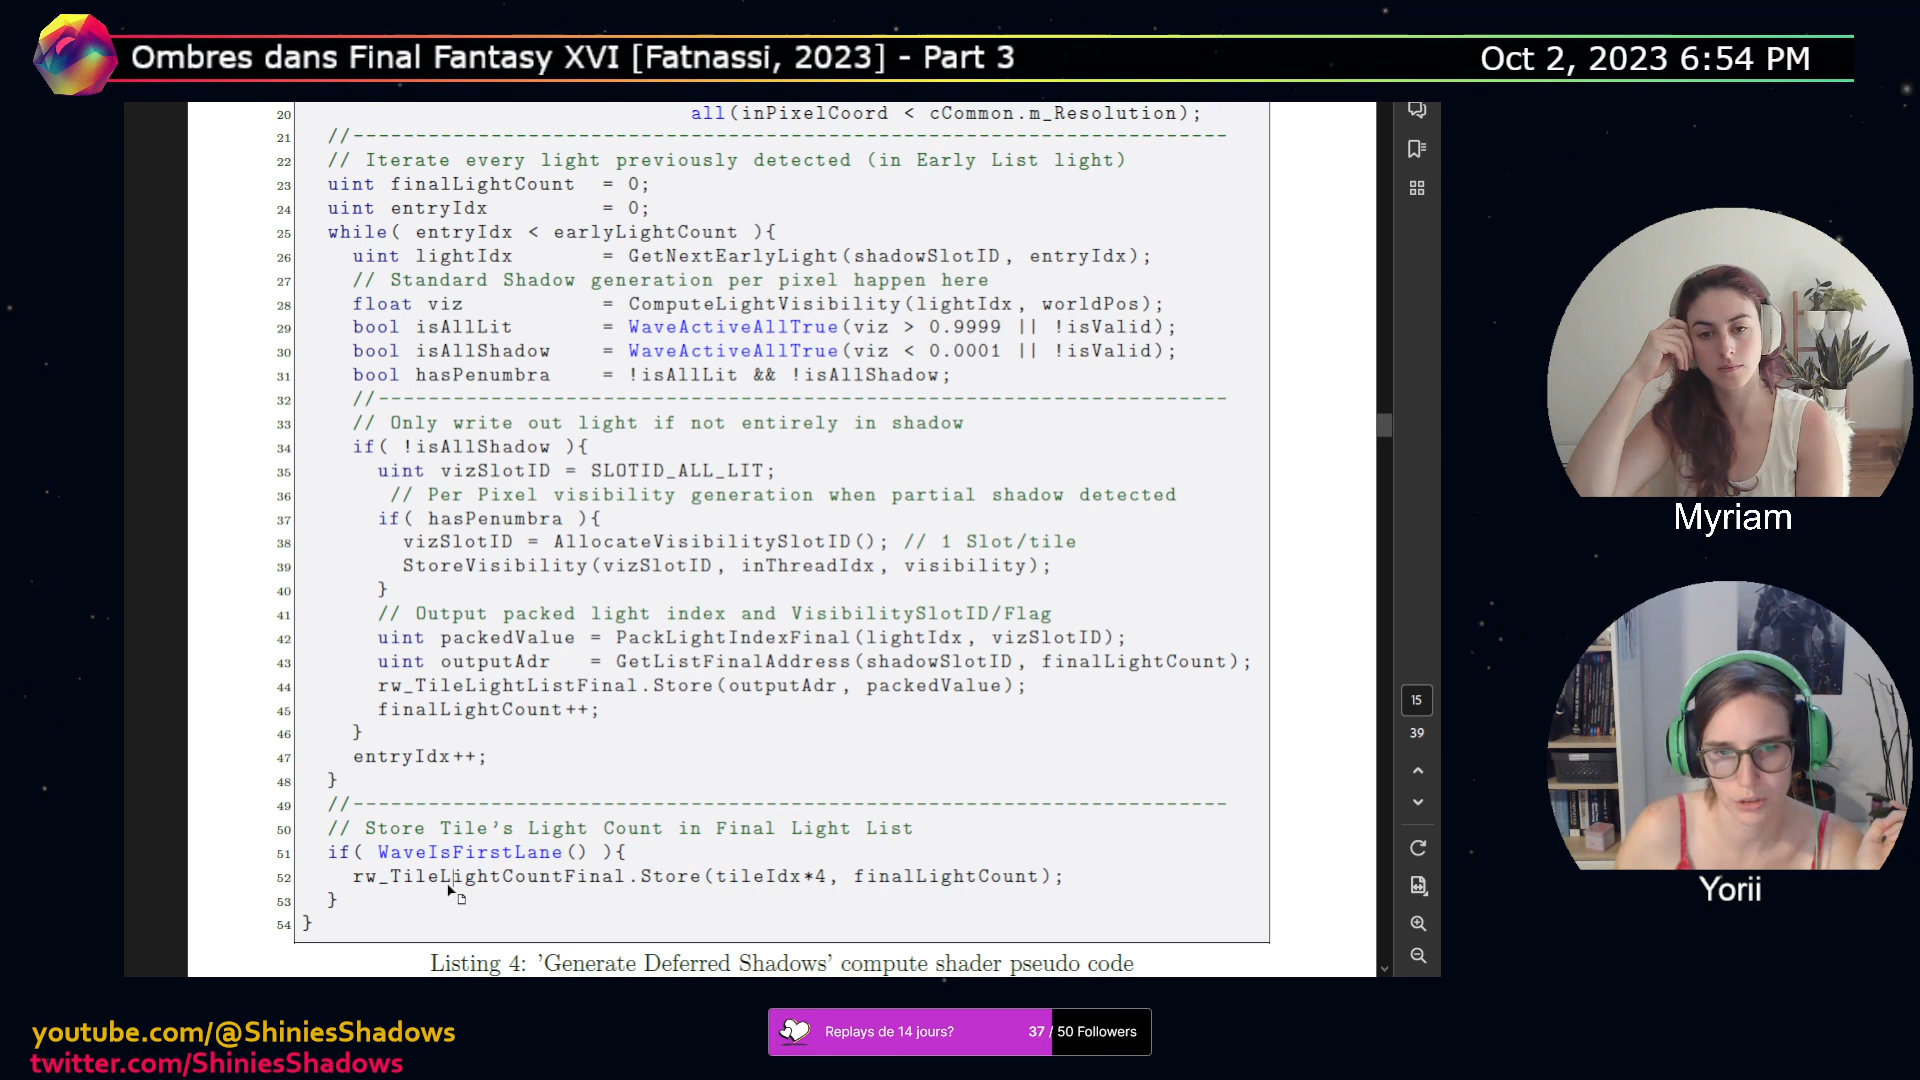 Ombres dans Final Fantasy XVI [Fatnassi, 2023] - Part 3
Oct 2, 2023 6:54 PM
20 all(inPixelCoord < cCommon.m_Resolution);
21 //--------------------------------------------------------------------
22 // Iterate every light previously detected (in Early List light)
23 uint finalLightCount = 0;
24 uint entryIdx = 0;
25 while( entryIdx < earlyLightCount ){
26 uint lightIdx = GetNextEarlyLight(shadowSlotID, entryIdx);
27 // Standard Shadow generation per pixel happen here
28 float viz = ComputeLightVisibility(lightIdx, worldPos);
29 bool isAllLit = WaveActiveAllTrue(viz > 0.9999 || !isValid);
30 bool isAllShadow = WaveActiveAllTrue(viz < 0.0001 || !isValid);
31 bool hasPenumbra = !isAllLit && !isAllShadow;
32 //--------------------------------------------------------------------
33 // Only write out light if not entirely in shadow
34 if( !isAllShadow ){
35 uint vizSlotID = SLOTID_ALL_LIT;
36 // Per Pixel visibility generation when partial shadow detected
37 if( hasPenumbra ){
38 vizSlotID = AllocateVisibilitySlotID(); // 1 Slot/tile
39 StoreVisibility(vizSlotID, inThreadIdx, visibility);
40 }
41 // Output packed light index and VisibilitySlotID/Flag
42 uint packedValue = PackLightIndexFinal(lightIdx, vizSlotID);
43 uint outputAdr = GetListFinalAddress(shadowSlotID, finalLightCount);
44 rw_TileLightListFinal.Store(outputAdr, packedValue);
45 finalLightCount++;
46 }
47 entryIdx++;
48 }
49 //--------------------------------------------------------------------
50 // Store Tile's Light Count in Final Light List
51 if( WaveIsFirstLane() ){
52 rw_TileLightCountFinal.Store(tileIdx*4, finalLightCount);
53 }
54 }
Listing 4: 'Generate Deferred Shadows' compute shader pseudo code
15
39
Myriam
Yorii
youtube.com/@ShiniesShadows
twitter.com/ShiniesShadows
Replays de 14 jours? 37 / 50 Followers